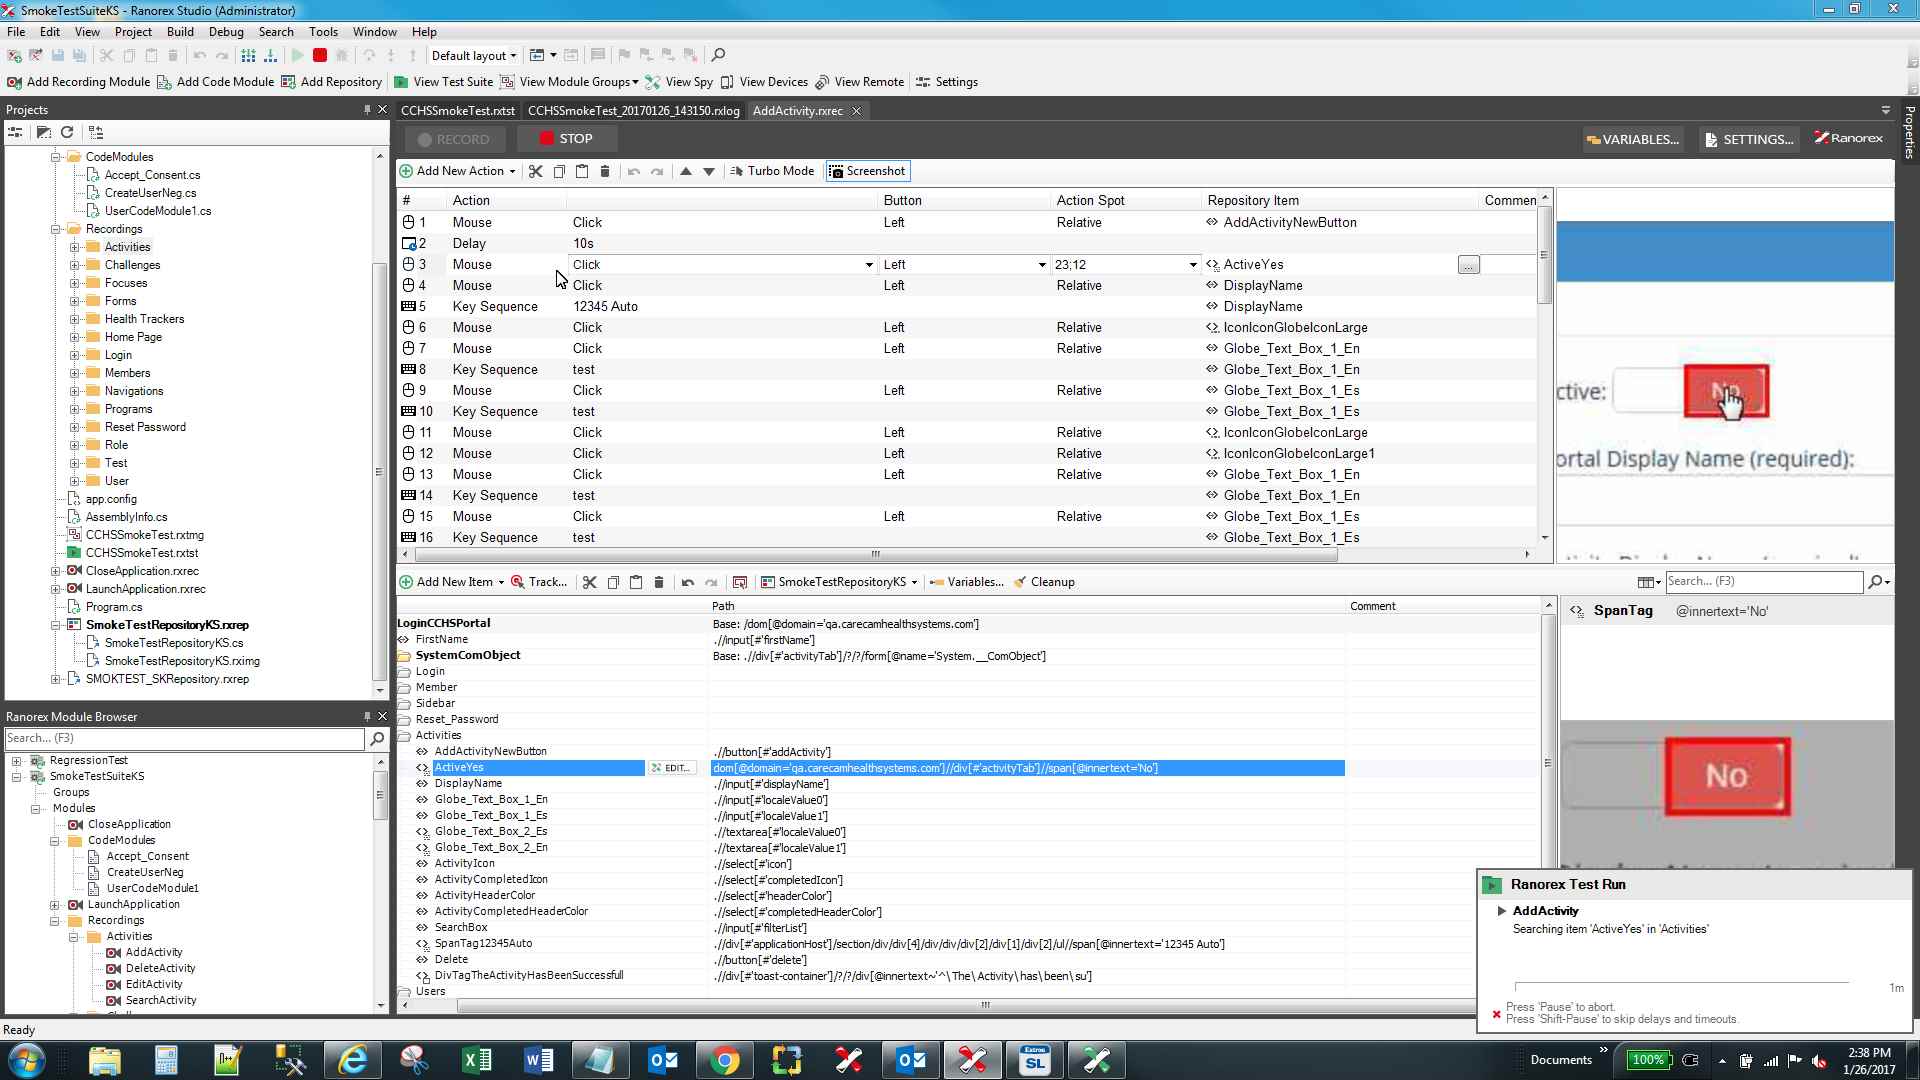 SmokeTestSuiteKS - Ranorex Studio (Administrator)
File Edit View Project Build Debug Search Tools Window Help
Default layout
Add Recording Module Add Code Module Add Repository View Test Suite View Module Groups View Spy View Devices View Remote Settings
Projects
CodeModules
Accept_Consent.cs
CreateUserNeg.cs
UserCodeModule1.cs
Recordings
Activities
Challenges
Focuses
Forms
Health Trackers
Home Page
Login
Members
Navigations
Programs
Reset Password
Role
Test
User
app.config
AssemblyInfo.cs
CCHSSmokeTest.rxtmg
CCHSSmokeTest.rxtst
CloseApplication.rxrec
LaunchApplication.rxrec
Program.cs
SmokeTestRepositoryKS.rxrep
SmokeTestRepositoryKS.cs
SmokeTestRepositoryKS.rximg
SMOKTEST_SKRepository.rxrep
Ranorex Module Browser
Search... (F3)
RegressionTest
SmokeTestSuiteKS
Groups
Modules
CloseApplication
CodeModules
Accept_Consent
CreateUserNeg
UserCodeModule1
LaunchApplication
Recordings
Activities
AddActivity
DeleteActivity
EditActivity
SearchActivity
CCHSSmokeTest.rxtst CCHSSmokeTest_20170126_143150.rxlog AddActivity.rxrec
RECORD STOP VARIABLES... SETTINGS... Ranorex
Properties
Add New Action Turbo Mode Screenshot
# Action Button Action Spot Repository Item Commen
1 Mouse Click Left Relative AddActivityNewButton
2 Delay 10s
3 Mouse Click Left 23;12 ActiveYes ...
4 Mouse Click Left Relative DisplayName
5 Key Sequence 12345 Auto DisplayName
6 Mouse Click Left Relative IconIconGlobeIconLarge
7 Mouse Click Left Relative Globe_Text_Box_1_En
8 Key Sequence test Globe_Text_Box_1_En
9 Mouse Click Left Relative Globe_Text_Box_1_Es
10 Key Sequence test Globe_Text_Box_1_Es
11 Mouse Click Left Relative IconIconGlobeIconLarge
12 Mouse Click Left Relative IconIconGlobeIconLarge1
13 Mouse Click Left Relative Globe_Text_Box_1_En
14 Key Sequence test Globe_Text_Box_1_En
15 Mouse Click Left Relative Globe_Text_Box_1_Es
16 Key Sequence test Globe_Text_Box_1_Es
ctive: No
ortal Display Name (required):
Add New Item Track... SmokeTestRepositoryKS Variables... Cleanup Search... (F3)
Path Comment
LoginCCHSPortal Base: /dom[@domain='qa.carecamhealthsystems.com']
FirstName .//input[#'firstName']
SystemComObject Base: .//div[#'activityTab']/?/?/form[@name='System.__ComObject']
Login
Member
Sidebar
Reset_Password
Activities
AddActivityNewButton .//button[#'addActivity']
ActiveYes EDIT... dom[@domain='qa.carecamhealthsystems.com']//div[#'activityTab']//span[@innertext='No']
DisplayName .//input[#'displayName']
Globe_Text_Box_1_En .//input[#'localeValue0']
Globe_Text_Box_1_Es .//input[#'localeValue1']
Globe_Text_Box_2_Es .//textarea[#'localeValue0']
Globe_Text_Box_2_En .//textarea[#'localeValue1']
ActivityIcon .//select[#'icon']
ActivityCompletedIcon .//select[#'completedIcon']
ActivityHeaderColor .//select[#'headerColor']
ActivityCompletedHeaderColor .//select[#'completedHeaderColor']
SearchBox .//input[#'filterList']
SpanTag12345Auto .//div[#'applicationHost']/section/div/div[4]/div/div/div[2]/div[1]/div[2]/ul//span[@innertext='12345 Auto']
Delete .//button[#'delete']
DivTagTheActivityHasBeenSuccessfull .//div[#'toast-container']/?/?/div[@innertext~'^\The\ Activity\ has\ been\ su']
Users
SpanTag @innertext='No'
No
Ranorex Test Run
AddActivity
Searching item 'ActiveYes' in 'Activities'
1m
Press 'Pause' to abort.
Press 'Shift-Pause' to skip delays and timeouts.
Ready
Extron
SL
Documents
100%
2:38 PM
1/26/2017